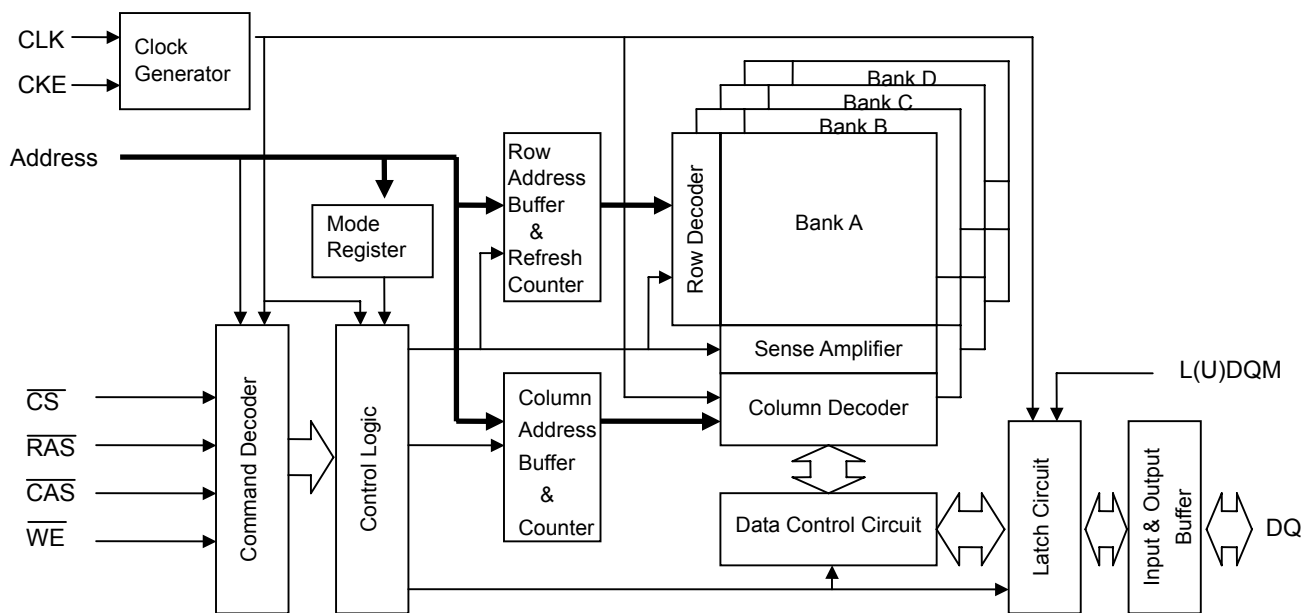 CLK
CKE
Clock
Generator
Address
Mode
Register
Row
Address
Buffer
&
Refresh
Counter
Row Decoder
Bank D
Bank C
Bank B
Bank A
Sense Amplifier
Column Decoder
CS
RAS
CAS
WE
Command Decoder
Control Logic
Column
Address
Buffer
&
Counter
Data Control Circuit
L(U)DQM
Latch Circuit
Input & Output
Buffer
DQ